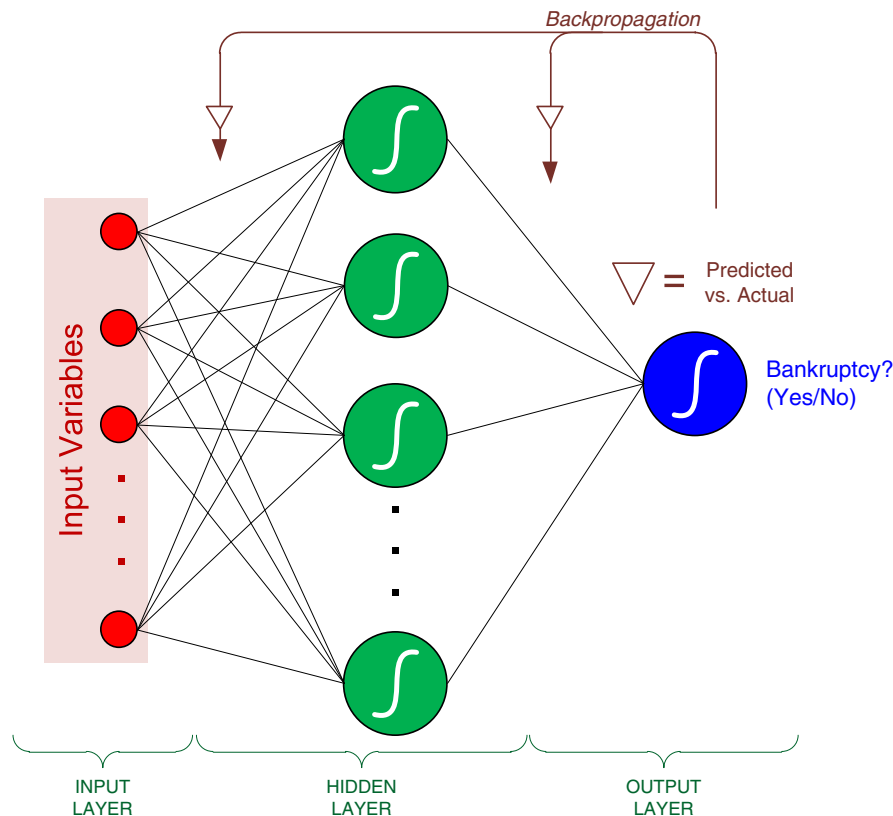 Backpropagation
Input Variables
=
Predicted
vs. Actual
Bankruptcy?
(Yes/No)
INPUT
LAYER
HIDDEN
LAYER
OUTPUT
LAYER